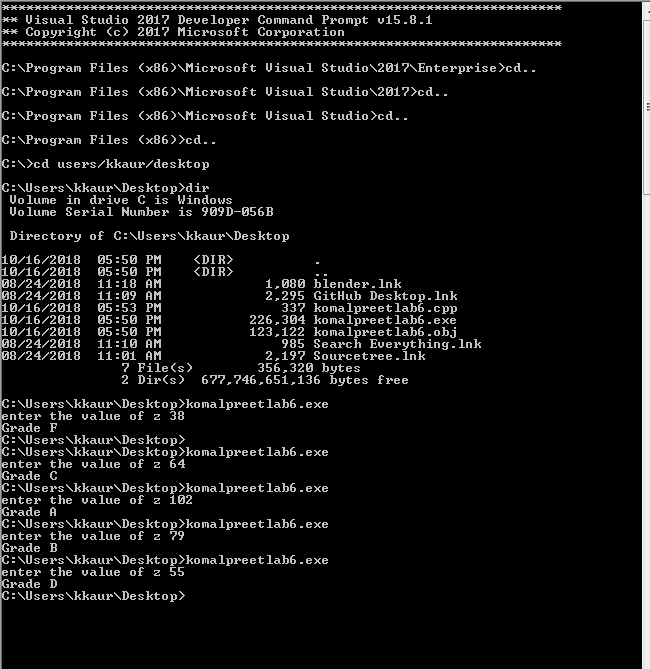 **************************************************************************
** Visual Studio 2017 Developer Command Prompt v15.8.1
** Copyright (c) 2017 Microsoft Corporation
**************************************************************************
C:\Program Files (x86)\Microsoft Visual Studio\2017\Enterprise>cd..
C:\Program Files (x86)\Microsoft Visual Studio\2017>cd..
C:\Program Files (x86)\Microsoft Visual Studio>cd..
C:\Program Files (x86)>cd..
C:\>cd users/kkaur/desktop
C:\Users\kkaur\Desktop>dir
Volume in drive C is Windows
Volume Serial Number is 909D-056B
Directory of C:\Users\kkaur\Desktop
10/16/2018  05:50 PM    <DIR>          .
10/16/2018  05:50 PM    <DIR>          ..
08/24/2018  11:18 AM             1,080 blender.lnk
08/24/2018  11:09 AM             2,295 GitHub Desktop.lnk
10/16/2018  05:53 PM               337 komalpreetlab6.cpp
10/16/2018  05:50 PM           226,304 komalpreetlab6.exe
10/16/2018  05:50 PM           123,122 komalpreetlab6.obj
08/24/2018  11:10 AM               985 Search Everything.lnk
08/24/2018  11:01 AM             2,197 Sourcetree.lnk
7 File(s)        356,320 bytes
2 Dir(s)  677,746,651,136 bytes free
C:\Users\kkaur\Desktop>komalpreetlab6.exe
enter the value of z 38
Grade F
C:\Users\kkaur\Desktop>
C:\Users\kkaur\Desktop>komalpreetlab6.exe
enter the value of z 64
Grade C
C:\Users\kkaur\Desktop>komalpreetlab6.exe
enter the value of z 102
Grade A
C:\Users\kkaur\Desktop>komalpreetlab6.exe
enter the value of z 79
Grade B
C:\Users\kkaur\Desktop>komalpreetlab6.exe
enter the value of z 55
Grade D
C:\Users\kkaur\Desktop>